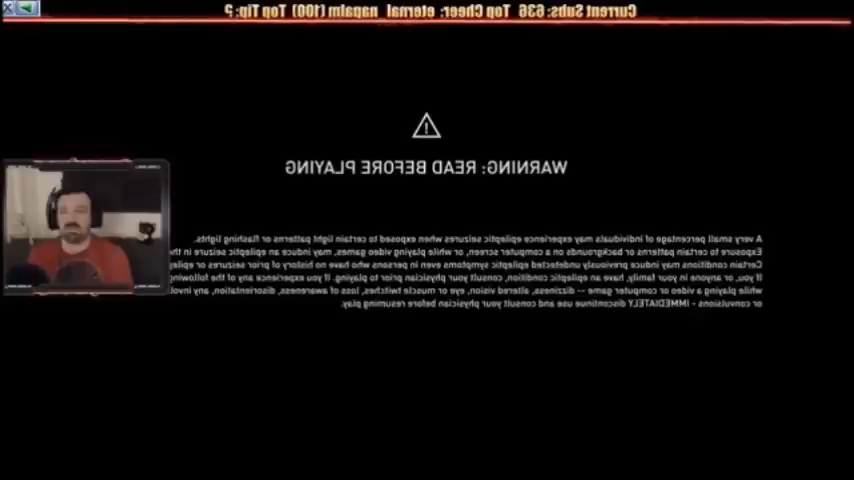 Current Subs: 636 Top Cheer: eternal_napalm (100) Top Tip: ?
WARNING: READ BEFORE PLAYING
A very small percentage of individuals may experience epileptic seizures when exposed to certain light patterns or flashing lights.
Exposure to certain patterns or backgrounds on a computer screen, or while playing video games, may induce an epileptic seizure in
Certain conditions may induce previously undetected epileptic symptoms even in persons who have no history of prior seizures or
If you, or anyone in your family, have an epileptic condition, consult your physician prior to playing. If you experience any of the following
while playing a video or computer game -- dizziness, altered vision, eye or muscle twitches, loss of awareness, disorientation, any
or convulsions - IMMEDIATELY discontinue use and consult your physician before resuming play.